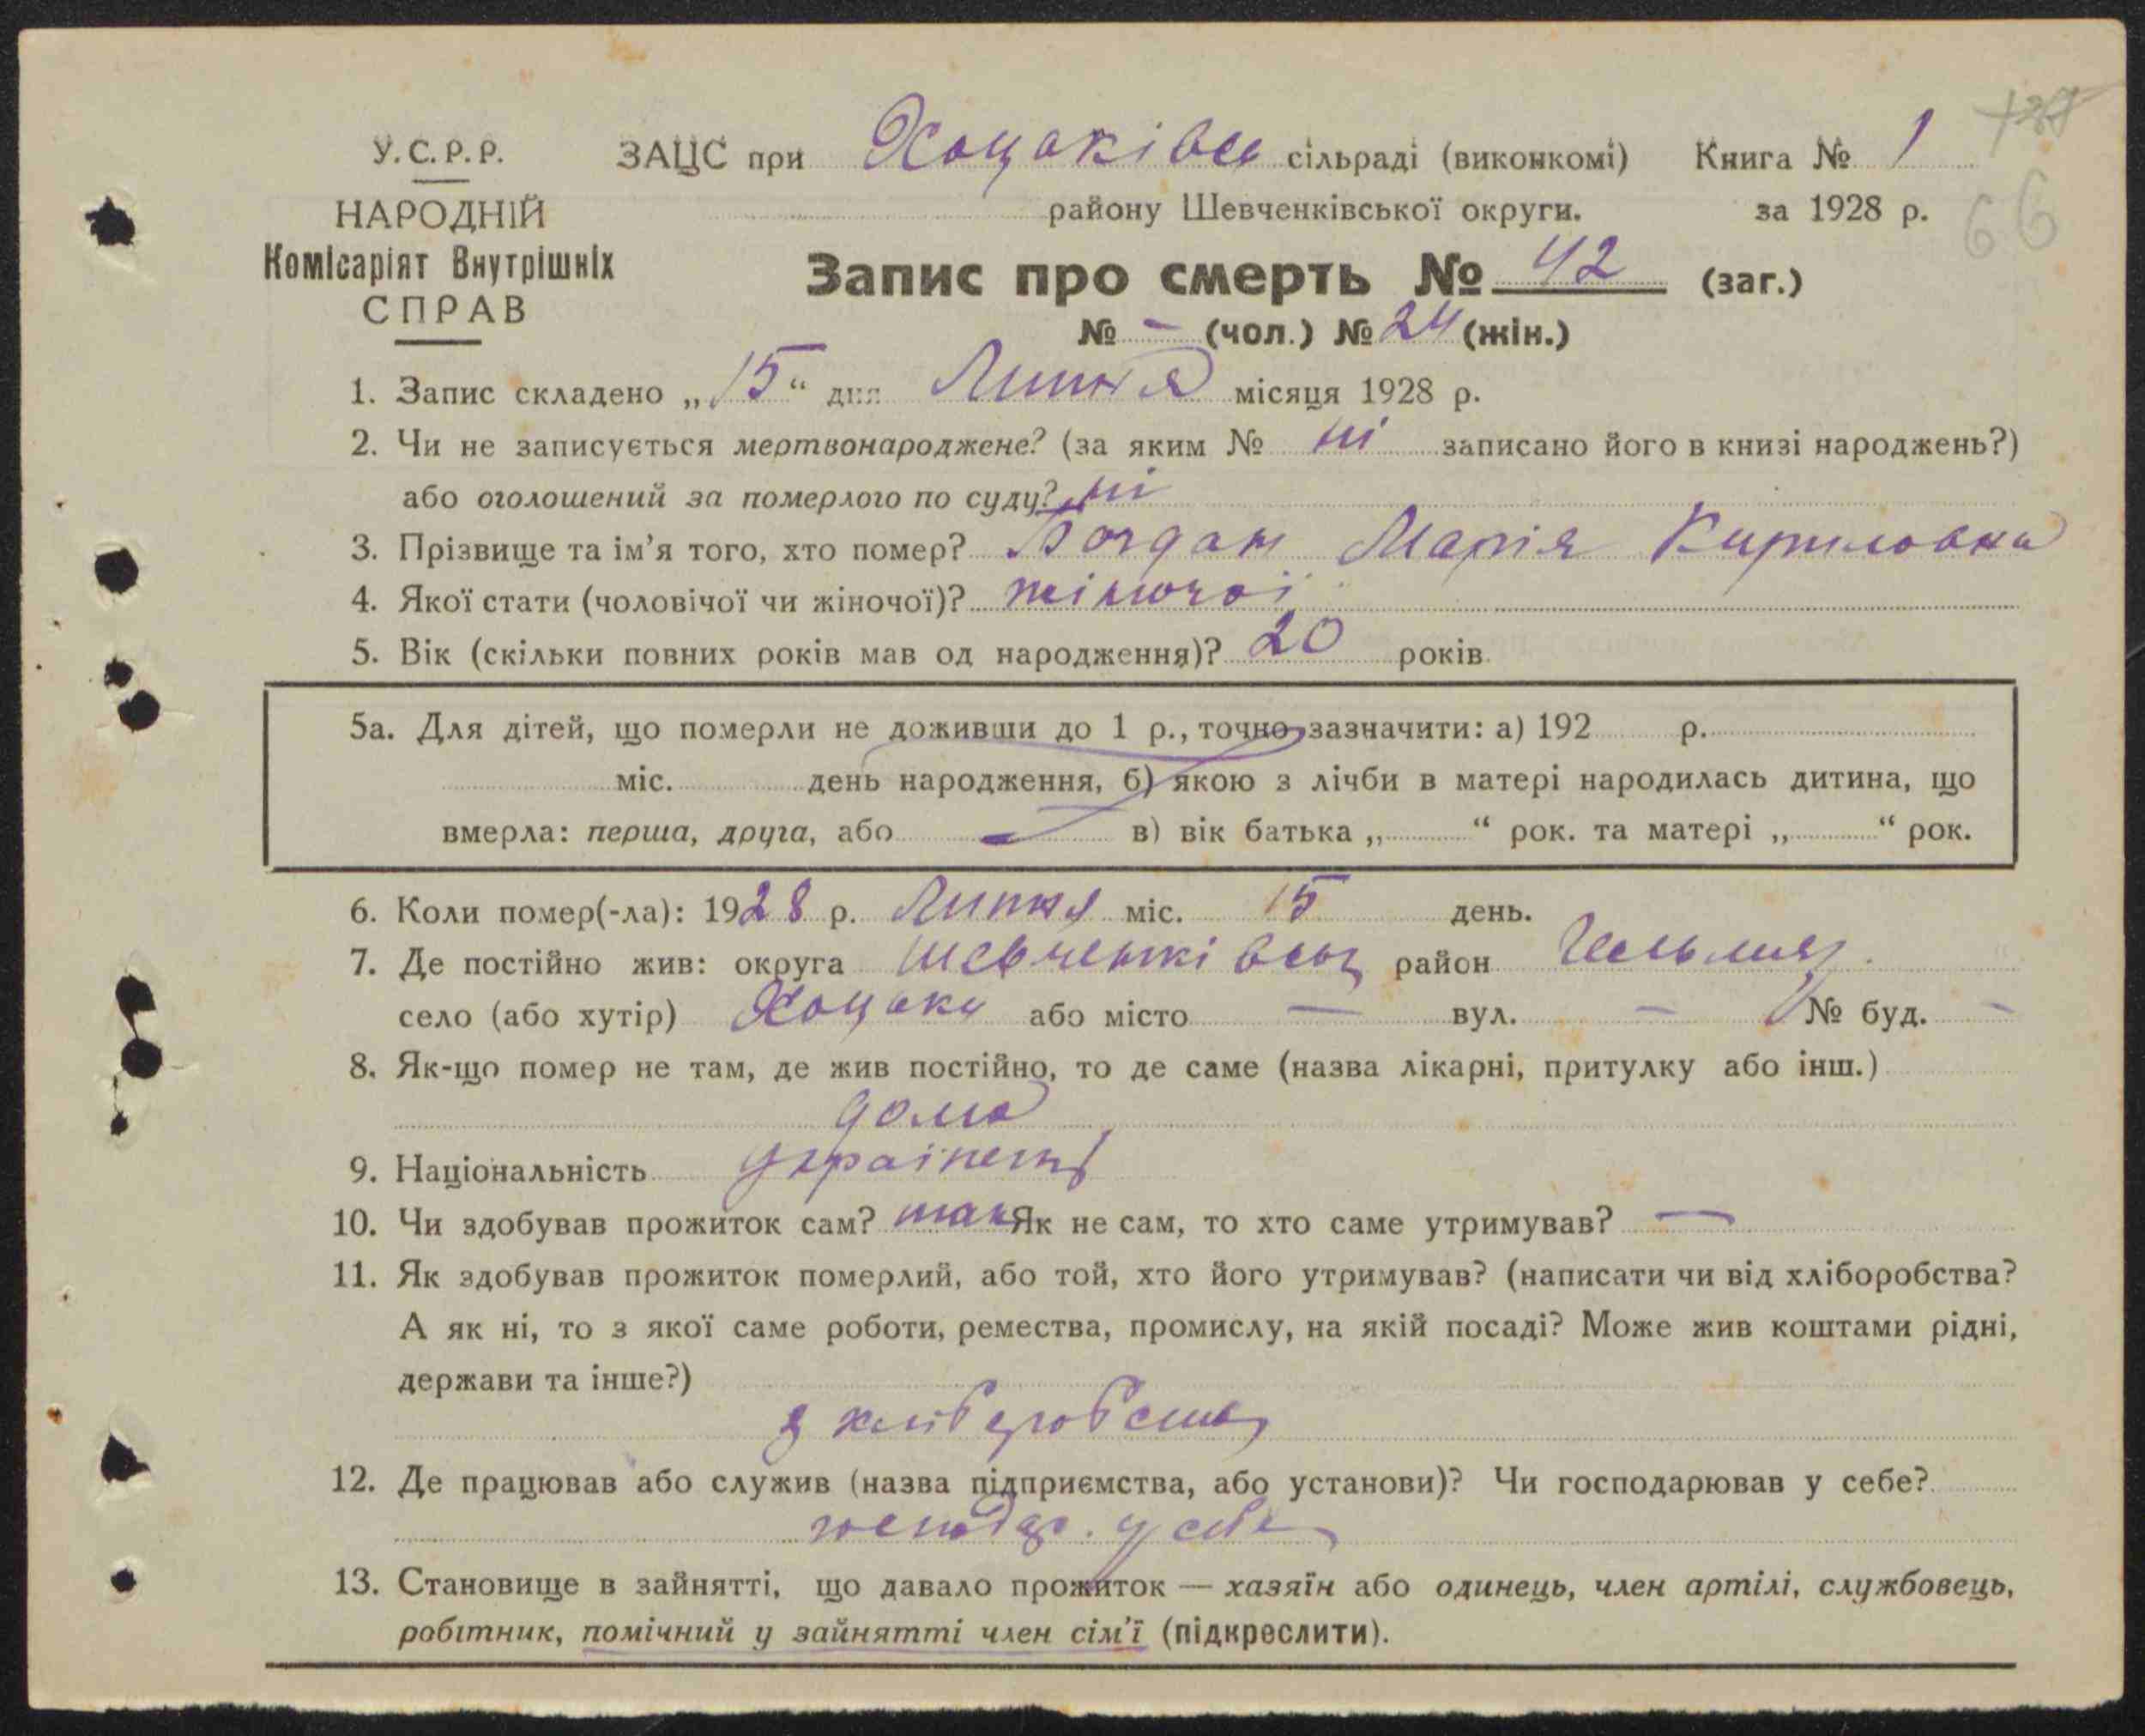 У.С.Р.Р.
НАРОДНІЙ
Комісаріят Внутрішніх
СПРАВ
ЗАЦС при Хоцьківсь сільраді (виконкомі) Книга № 1
району Шевченківської округи. за 1928 р.
66
Запис про смерть № 42 (заг.)
№ - (чол.) № 24 (жін.)
1. Запис складено „15“ дня Липня місяця 1928 р.
2. Чи не записується мертвонароджене? (за яким № ні записано його в книзі народжень?)
або оголошений за померлого по суду? ні
3. Прізвище та ім’я того, хто помер? Богдан Марія Кириловна
4. Якої стати (чоловічої чи жіночої)? жіночої
5. Вік (скільки повних років мав од народження)? 20 років
5а. Для дітей, що померли не доживши до 1 р., точно зазначити: а) 192 р.
міс. день народження, б) якою з лічби в матері народилась дитина, що
вмерла: перша, друга, або - в) вік батька „ “ рок. та матері „ “ рок.
6. Коли помер(-ла): 1928 р. Липня міс. 15 день.
7. Де постійно жив: округа Шевченківськ район
село (або хутір) Хоцьки або місто — вул. — № буд. -
8. Як-що помер не там, де жив постійно, то де саме (назва лікарні, притулку або інш.)
дома
9. Національність
10. Чи здобував прожиток сам? так Як не сам, то хто саме утримував? —
11. Як здобував прожиток померлий, або той, хто його утримував? (написати чи від хліборобства?
А як ні, то з якої саме роботи, ремества, промислу, на якій посаді? Може жив коштами рідні,
держави та інше?)
з хліборобства
12. Де працював або служив (назва підприємства, або установи)? Чи господарював у себе?
господар. у себе
13. Становище в зайнятті, що давало прожиток — хазяїн або одинець, член артілі, службовець,
робітник, помічний у зайнятті член сім’ї (підкреслити).